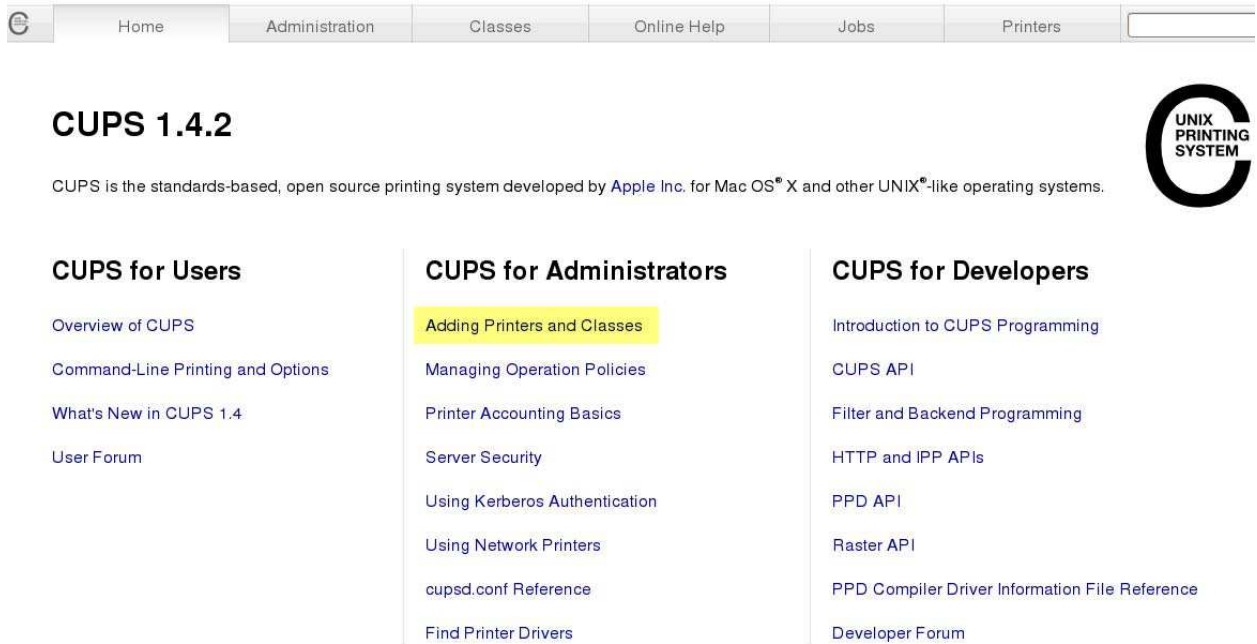 Home Administration Classes Online Help Jobs Printers
CUPS 1.4.2
UNIX
PRINTING
SYSTEM
CUPS is the standards-based, open source printing system developed by Apple Inc. for Mac OS® X and other UNIX®-like operating systems.
CUPS for Users
Overview of CUPS
Command-Line Printing and Options
What's New in CUPS 1.4
User Forum
CUPS for Administrators
Adding Printers and Classes
Managing Operation Policies
Printer Accounting Basics
Server Security
Using Kerberos Authentication
Using Network Printers
cupsd.conf Reference
Find Printer Drivers
CUPS for Developers
Introduction to CUPS Programming
CUPS API
Filter and Backend Programming
HTTP and IPP APIs
PPD API
Raster API
PPD Compiler Driver Information File Reference
Developer Forum